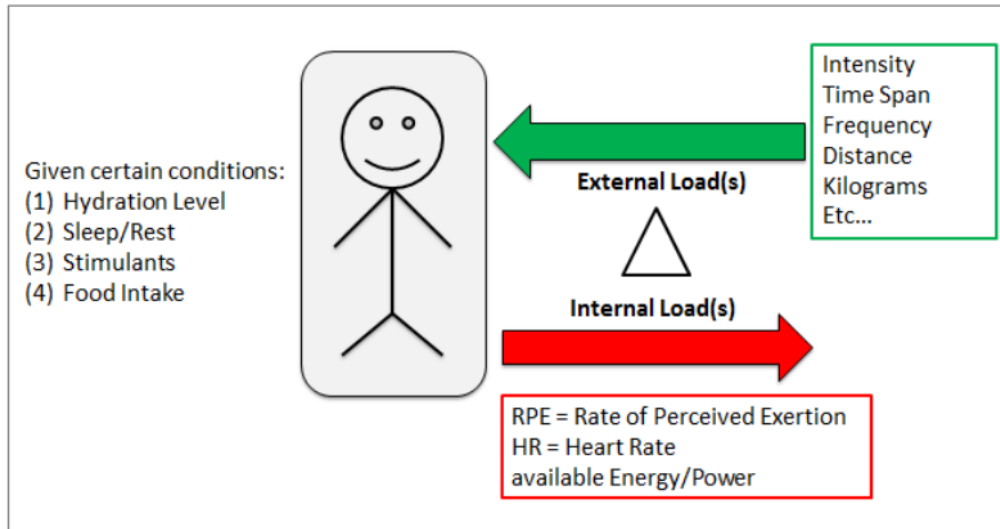 Given certain conditions:
(1) Hydration Level
(2) Sleep/Rest
(3) Stimulants
(4) Food Intake
External Load(s)
Internal Load(s)
Intensity
Time Span
Frequency
Distance
Kilograms
Etc...
RPE = Rate of Perceived Exertion
HR = Heart Rate
available Energy/Power